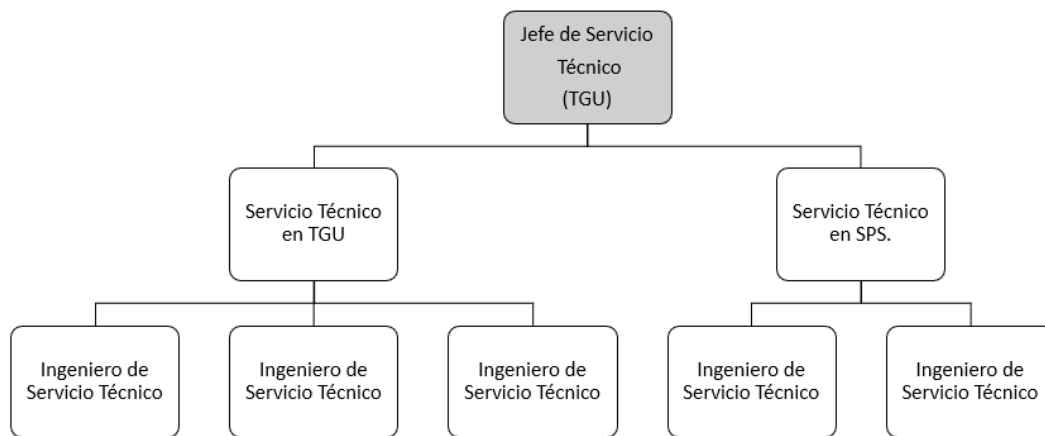 Jefe de Servicio
Técnico
(TGU)
Servicio Técnico
en TGU
Servicio Técnico
en SPS.
Ingeniero de
Servicio Técnico
Ingeniero de
Servicio Técnico
Ingeniero de
Servicio Técnico
Ingeniero de
Servicio Técnico
Ingeniero de
Servicio Técnico